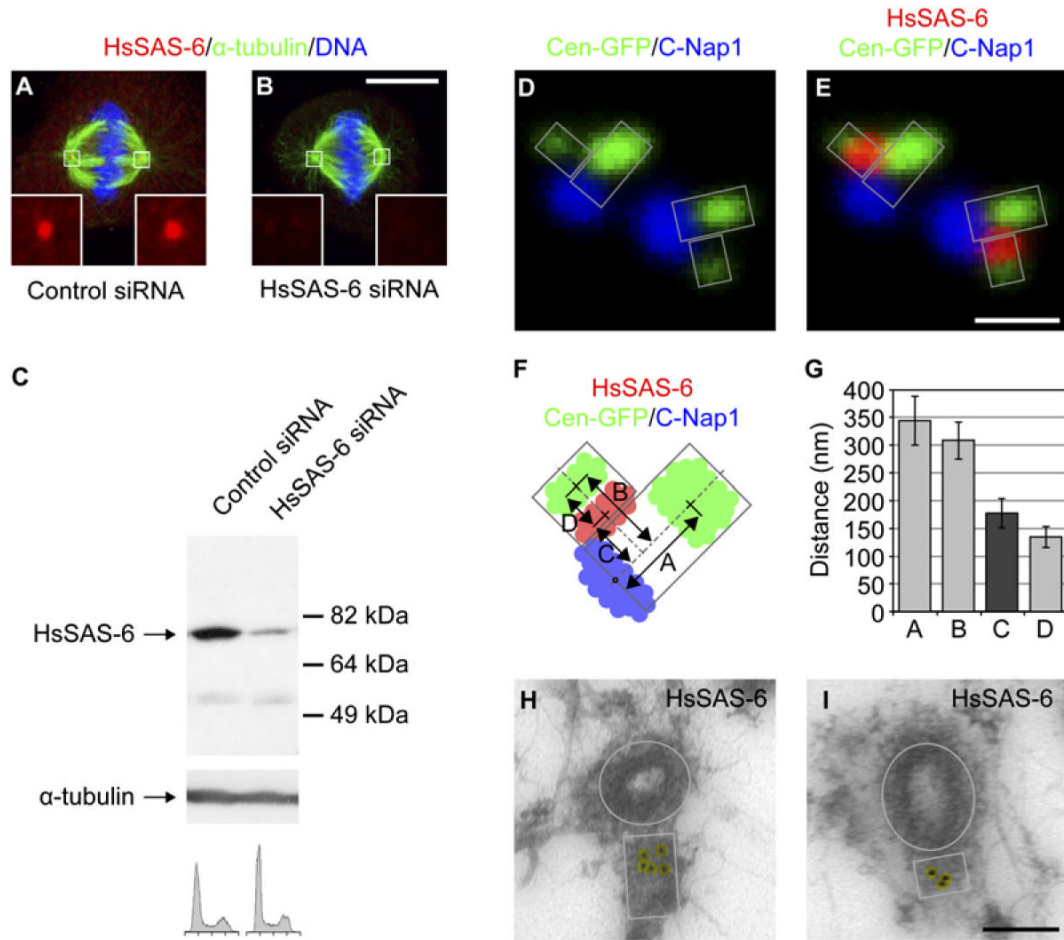 HsSAS-6/α-tubulin/DNA
A
B
Control siRNA
HsSAS-6 siRNA
C
Control siRNA
HsSAS-6 siRNA
HsSAS-6
82 kDa
64 kDa
49 kDa
α-tubulin
Cen-GFP/C-Nap1
D
HsSAS-6
Cen-GFP/C-Nap1
E
F
HsSAS-6
Cen-GFP/C-Nap1
B
D
C
A
G
Distance (nm)
400
350
300
250
200
150
100
50
0
A B C D
H HsSAS-6
I HsSAS-6